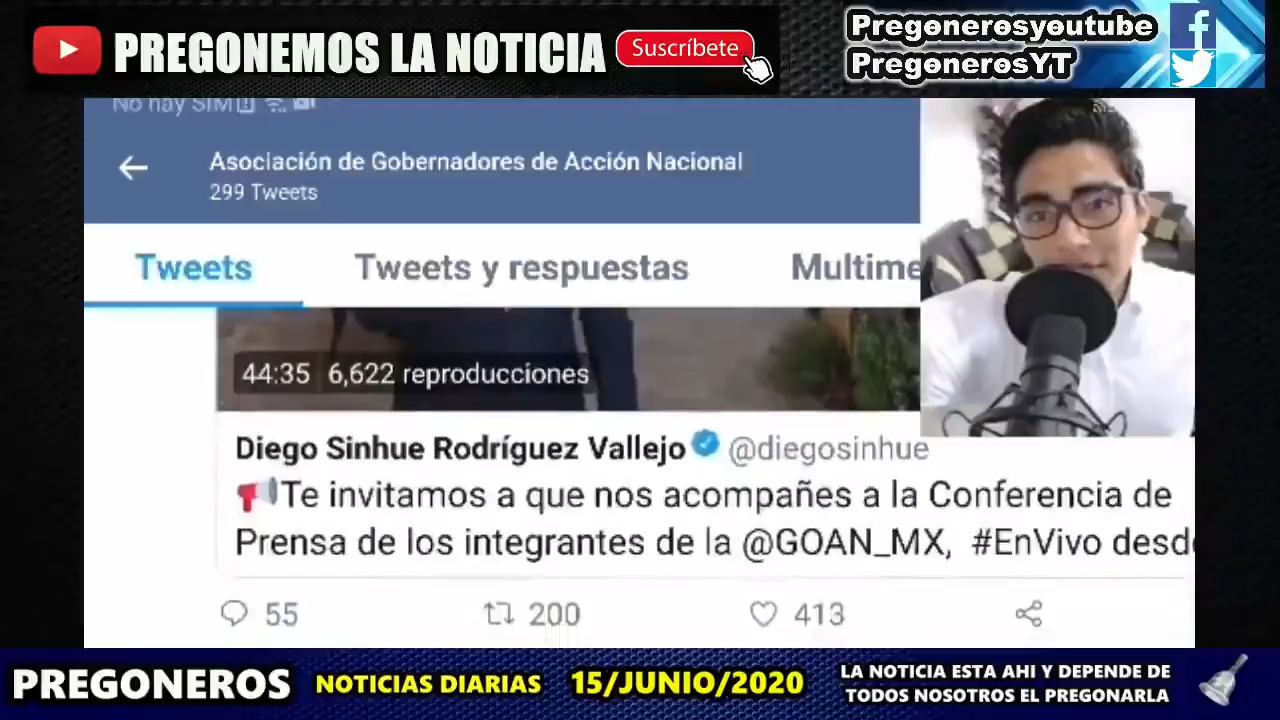 PREGONEMOS LA NOTICIA
Suscríbete
Pregonerosyoutube
PregonerosYT
No hay SIM
Asociación de Gobernadores de Acción Nacional
299 Tweets
Tweets
Tweets y respuestas
Multime
44:35 6,622 reproducciones
Diego Sinhue Rodríguez Vallejo @diegosinhue
Te invitamos a que nos acompañes a la Conferencia de
Prensa de los integrantes de la @GOAN_MX, #EnVivo desde
55
200
413
PREGONEROS
NOTICIAS DIARIAS
15/JUNIO/2020
LA NOTICIA ESTA AHI Y DEPENDE DE
TODOS NOSOTROS EL PREGONARLA